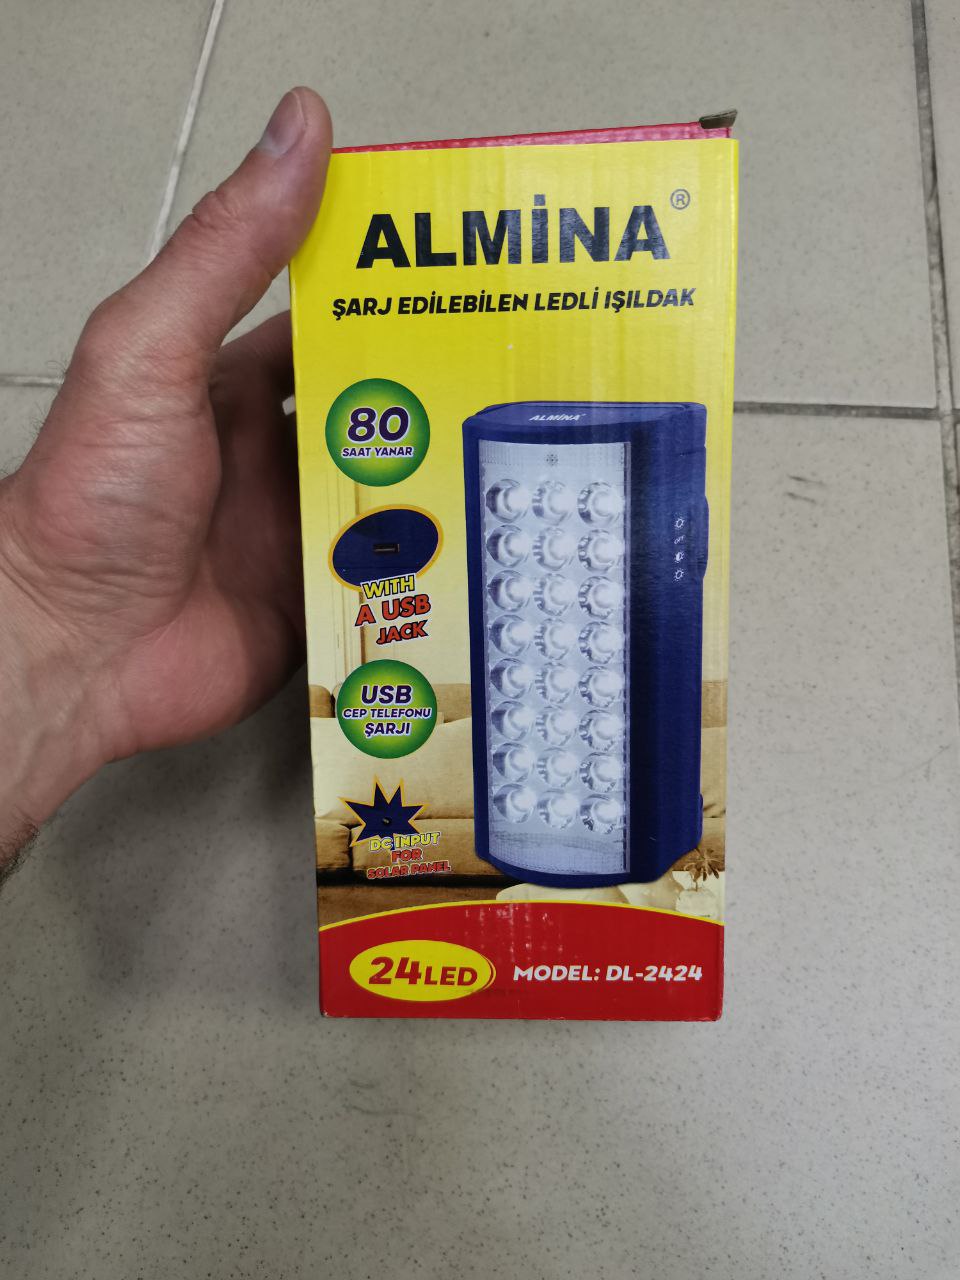 ALMİNA ®
ŞARJ EDİLEBİLEN LEDLİ IŞILDAK
80
SAAT YANAR
ALMİNA
OFF
WITH
A USB
JACK
USB
CEP TELEFONU
ŞARJI
DC INPUT
FOR
SOLAR PANEL
24LED
MODEL: DL-2424